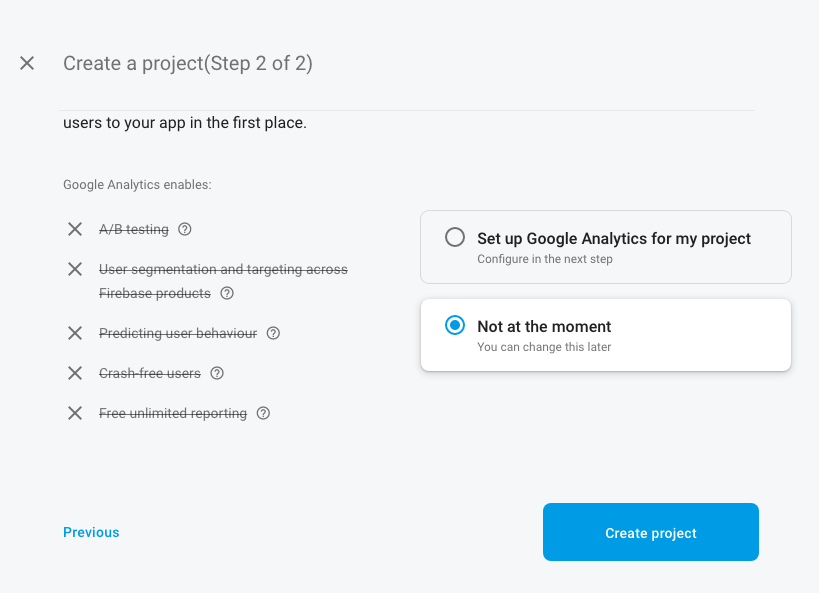 Create a project(Step 2 of 2)
users to your app in the first place.
Google Analytics enables:
A/B testing
User segmentation and targeting across
Firebase products
Predicting user behaviour
Crash-free users
Free unlimited reporting
Set up Google Analytics for my project
Configure in the next step
Not at the moment
You can change this later
Previous
Create project